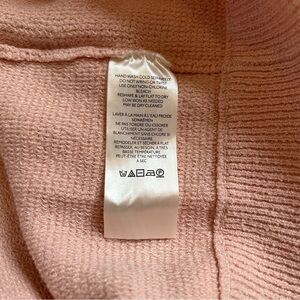 HAND WASH COLD SEPARATELY
DO NOT WRING OR TWIST
USE ONLY NON-CHLORINE
BLEACH
RESHAPE & LAY FLAT TO DRY
LOW IRON AS NEEDED
MAY BE DRY CLEANED
LAVER À LA MAIN À L'EAU FROIDE
SÉPARÉMENT
NE PAS TORDRE OU ESSORER
UTILISER UN AGENT DE
BLANCHIMENT SANS CHLORE SI
NÉCESSAIRE
REMODELER ET SÉCHER À PLAT
REPASSER, AU BESOIN, À TRÈS
BASSE TEMPÉRATURE
PEUT-ÊTRE ÊTRE NETTOYÉE
À SEC